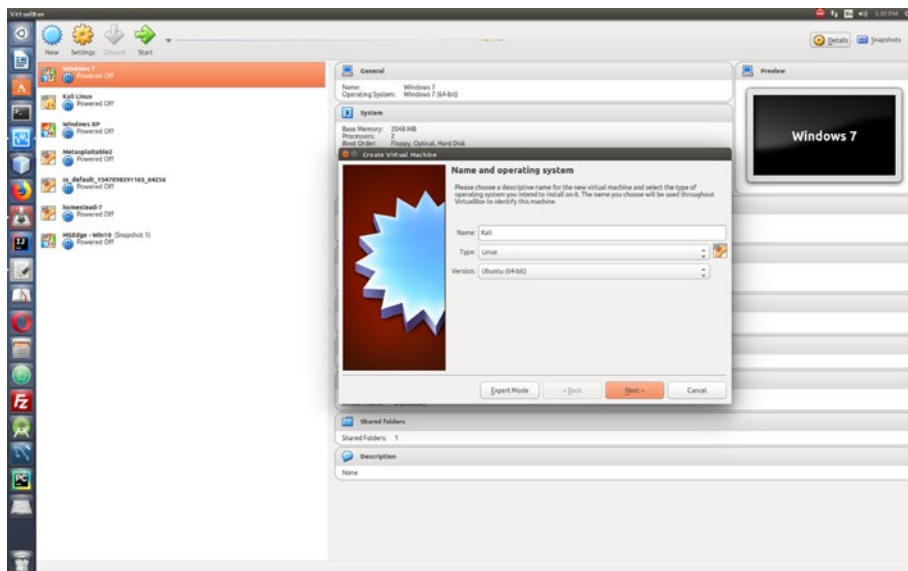 VirtualBox
5:01 PM
New Settings Discard Start
Details Snapshots
Windows 7
Powered Off
Kali Linux
Powered Off
Windows XP
Powered Off
Metasploitable2
Powered Off
Powered Off
homestead-7
Powered Off
MSEdge - Win10 (Snapshot 1)
Powered Off
General
Name: Windows 7
Operating System: Windows 7 (64-bit)
System
Base Memory: 2048 MB
Processors: 2
Boot Order: Floppy, Optical, Hard Disk
Preview
Windows 7
Create Virtual Machine
Name and operating system
Please choose a descriptive name for the new virtual machine and select the type of
operating system you intend to install on it. The name you choose will be used throughout
VirtualBox to identify this machine.
Name: Kali
Type: Linux
Version: Ubuntu (64-bit)
Expert Mode < Back Next > Cancel
Shared folders
Shared Folders: 1
Description
None